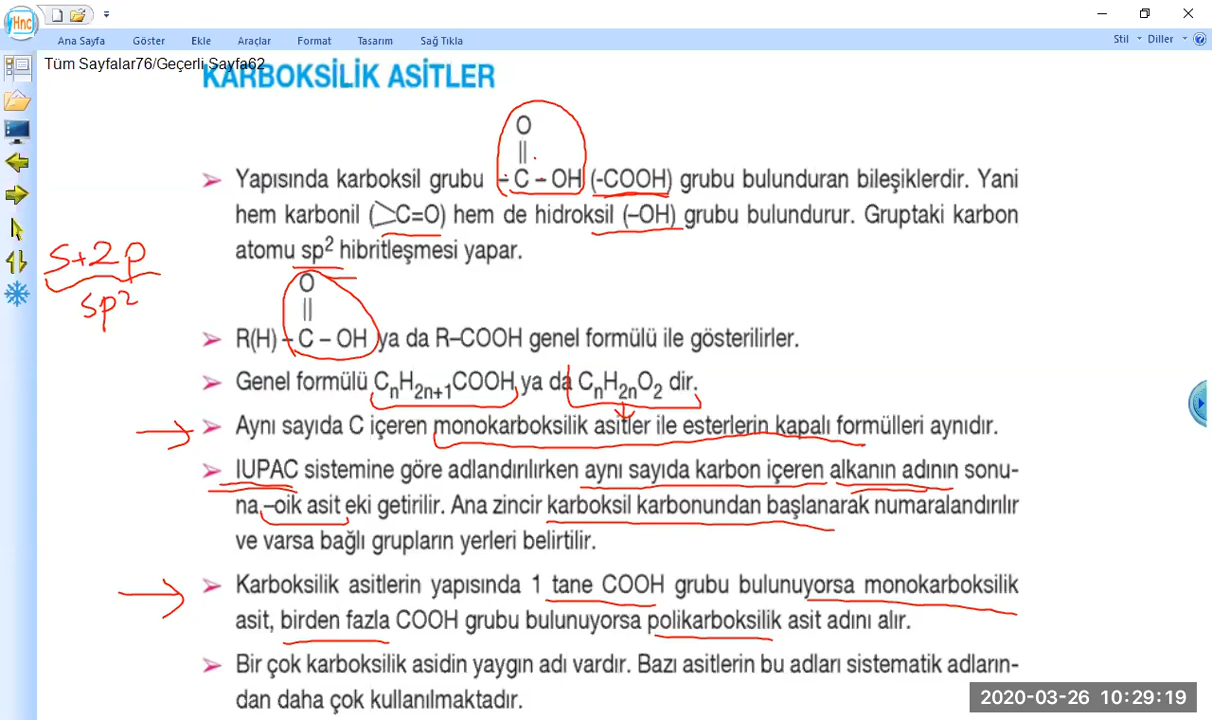 Hnc
Ana Sayfa Göster Ekle Araçlar Format Tasarım Sağ Tıkla Stil Diller
Tüm Sayfalar76/Geçerli Sayfa62
KARBOKSİLİK ASİTLER
O
||
Yapısında karboksil grubu –C – OH (-COOH) grubu bulunduran bileşiklerdir. Yani
hem karbonil (>C=O) hem de hidroksil (–OH) grubu bulundurur. Gruptaki karbon
atomu sp² hibritleşmesi yapar.
s+2p
sp²
O
||
R(H) – C – OH ya da R–COOH genel formülü ile gösterilirler.
Genel formülü CₙH₂ₙ₊₁COOH ya da CₙH₂ₙO₂ dir.
Aynı sayıda C içeren monokarboksilik asitler ile esterlerin kapalı formülleri aynıdır.
IUPAC sistemine göre adlandırılırken aynı sayıda karbon içeren alkanın adının sonu-
na –oik asit eki getirilir. Ana zincir karboksil karbonundan başlanarak numaralandırılır
ve varsa bağlı grupların yerleri belirtilir.
Karboksilik asitlerin yapısında 1 tane COOH grubu bulunuyorsa monokarboksilik
asit, birden fazla COOH grubu bulunuyorsa polikarboksilik asit adını alır.
Bir çok karboksilik asidin yaygın adı vardır. Bazı asitlerin bu adları sistematik adların-
dan daha çok kullanılmaktadır.
2020-03-26 10:29:19